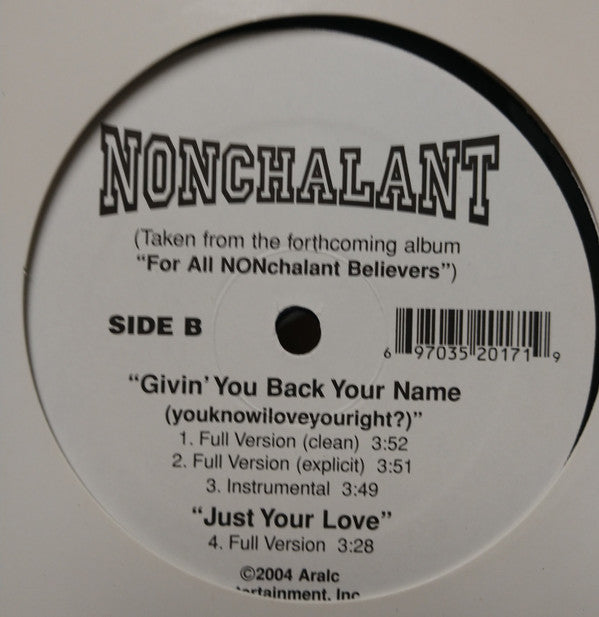 NONCHALANT
(Taken from the forthcoming album
"For All NONchalant Believers")
SIDE B
6 97035 20171 9
"Givin' You Back Your Name
(youknowiloveyouright?)"
1. Full Version (clean) 3:52
2. Full Version (explicit) 3:51
3. Instrumental 3:49
"Just Your Love"
4. Full Version 3:28
©2004 Aralc
rtainment, Inc